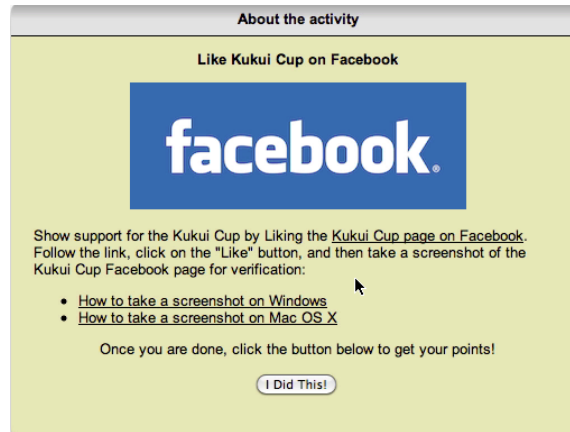 About the activity
Like Kukui Cup on Facebook
facebook®
Show support for the Kukui Cup by Liking the Kukui Cup page on Facebook.
Follow the link, click on the "Like" button, and then take a screenshot of the
Kukui Cup Facebook page for verification:
• How to take a screenshot on Windows
• How to take a screenshot on Mac OS X
Once you are done, click the button below to get your points!
I Did This!